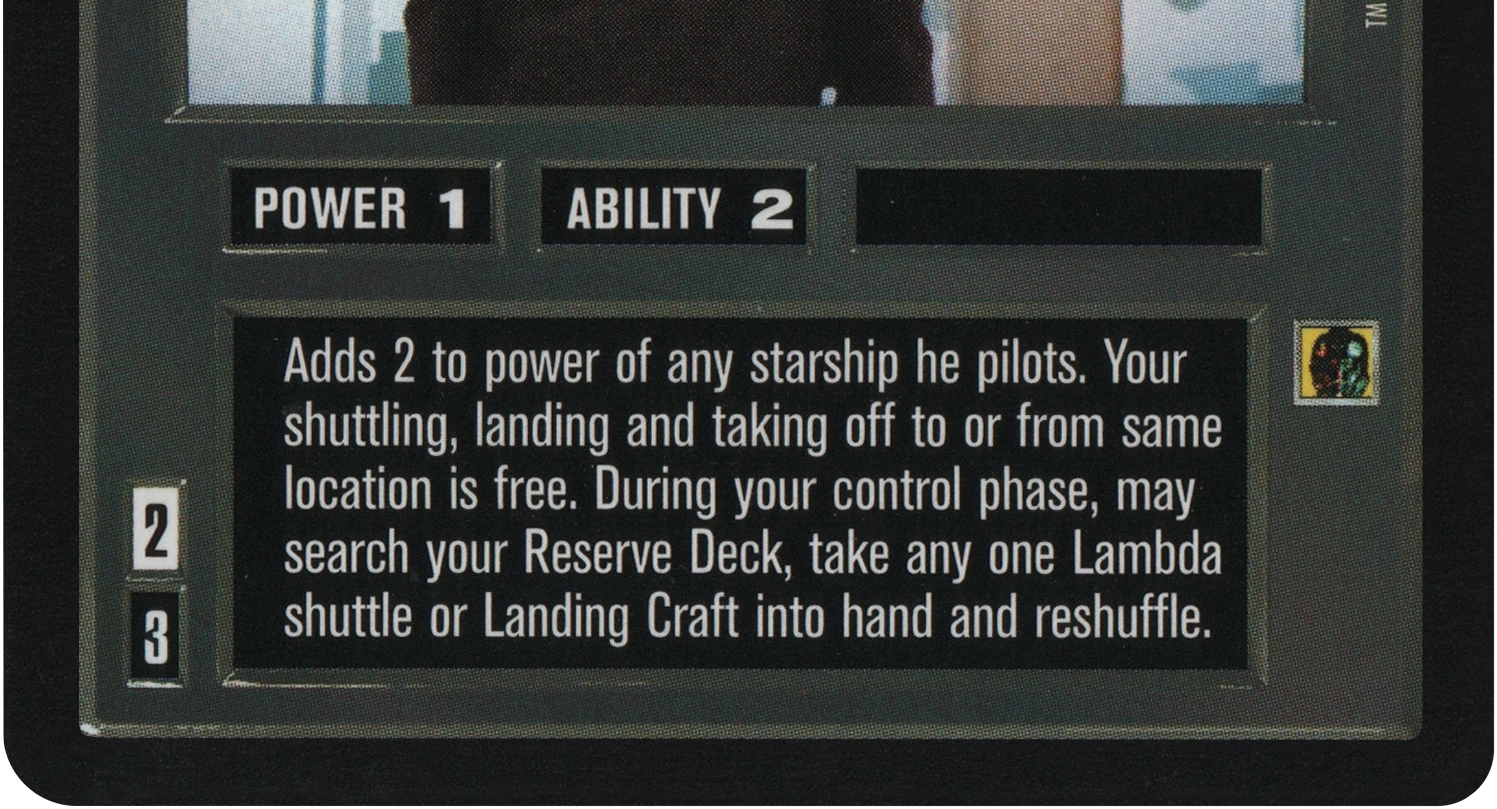 TM
POWER 1 ABILITY 2
Adds 2 to power of any starship he pilots. Your
shuttling, landing and taking off to or from same
location is free. During your control phase, may
search your Reserve Deck, take any one Lambda
shuttle or Landing Craft into hand and reshuffle.
2
3